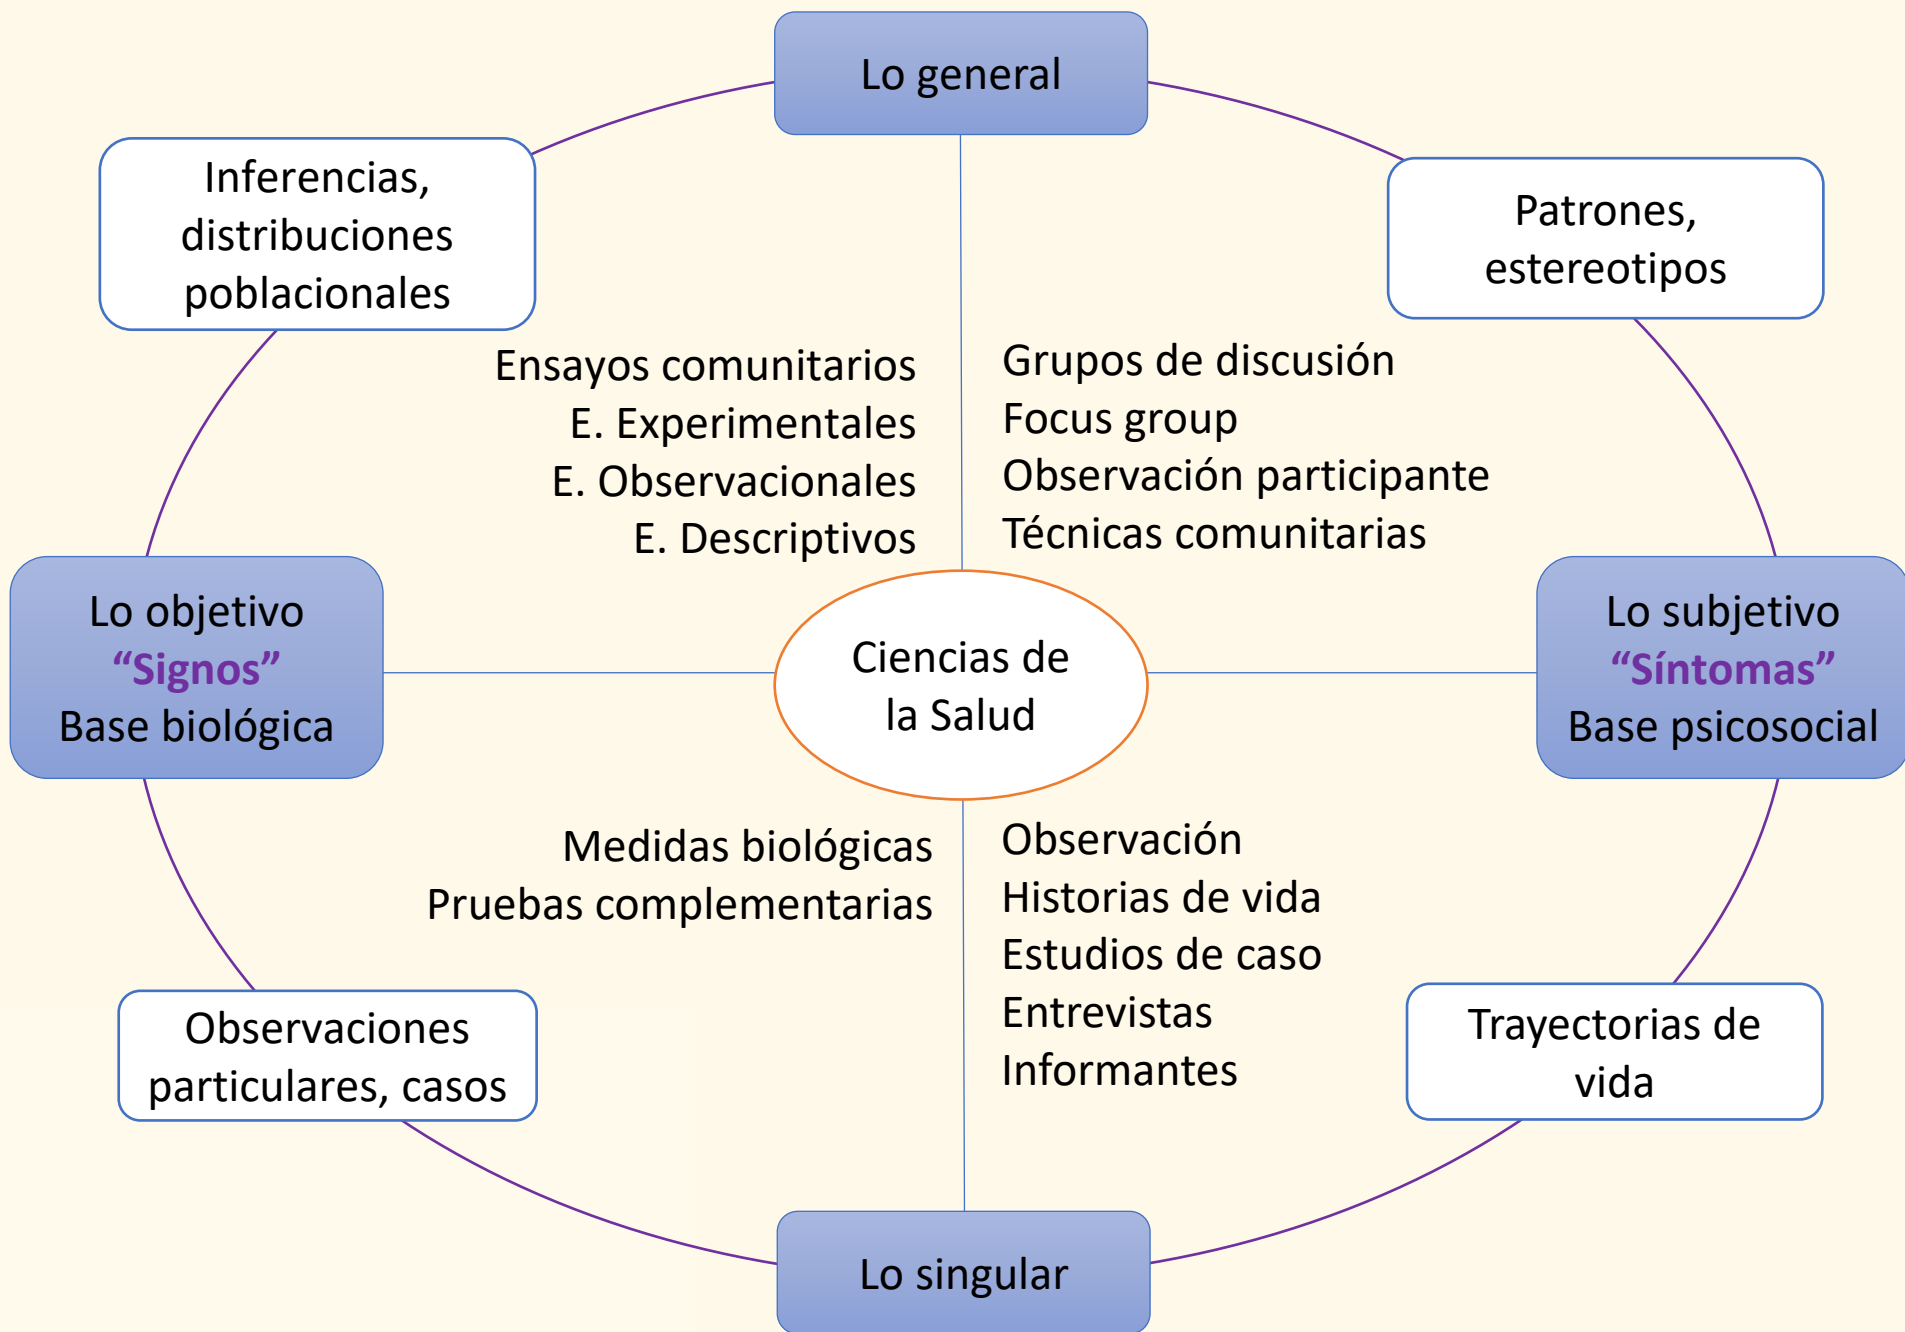 Lo general
Inferencias,
distribuciones
poblacionales
Patrones,
estereotipos
Ensayos comunitarios
E. Experimentales
E. Observacionales
E. Descriptivos
Grupos de discusión
Focus group
Observación participante
Técnicas comunitarias
Lo objetivo
“Signos”
Base biológica
Ciencias de
la Salud
Lo subjetivo
“Síntomas”
Base psicosocial
Medidas biológicas
Pruebas complementarias
Observación
Historias de vida
Estudios de caso
Entrevistas
Informantes
Observaciones
particulares, casos
Trayectorias de
vida
Lo singular